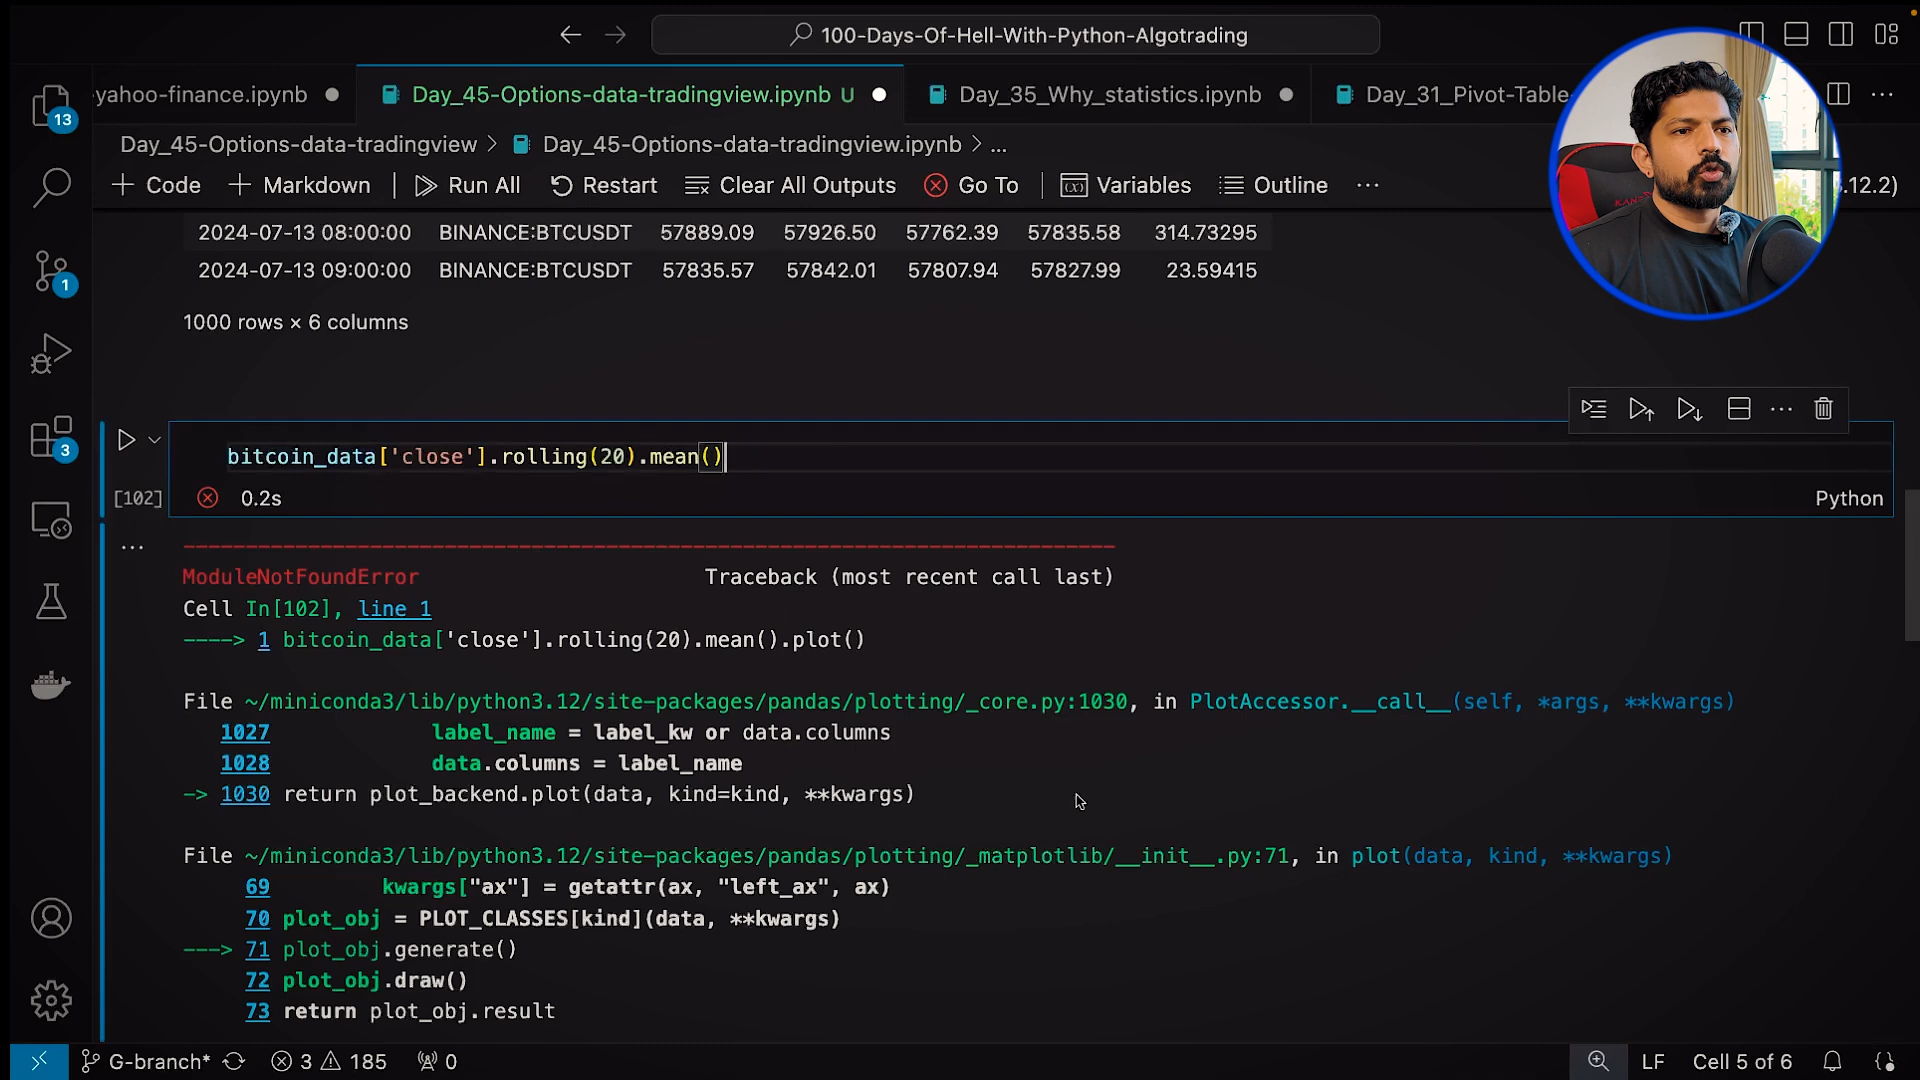 100-Days-Of-Hell-With-Python-Algotrading
yahoo-finance.ipynb
Day_45-Options-data-tradingview.ipynb U
Day_35_Why_statistics.ipynb
Day_31_Pivot-Table-
13
Day_45-Options-data-tradingview > Day_45-Options-data-tradingview.ipynb > ...
+ Code + Markdown | Run All Restart Clear All Outputs Go To | Variables Outline ...
.12.2)
2024-07-13 08:00:00 BINANCE:BTCUSDT 57889.09 57926.50 57762.39 57835.58 314.73295
2024-07-13 09:00:00 BINANCE:BTCUSDT 57835.57 57842.01 57807.94 57827.99 23.59415
1
1000 rows × 6 columns
3
bitcoin_data['close'].rolling(20).mean()
[102] 0.2s Python
ModuleNotFoundError Traceback (most recent call last)
Cell In[102], line 1
----> 1 bitcoin_data['close'].rolling(20).mean().plot()
File ~/miniconda3/lib/python3.12/site-packages/pandas/plotting/_core.py:1030, in PlotAccessor.__call__(self, *args, **kwargs)
1027 label_name = label_kw or data.columns
1028 data.columns = label_name
-> 1030 return plot_backend.plot(data, kind=kind, **kwargs)
File ~/miniconda3/lib/python3.12/site-packages/pandas/plotting/_matplotlib/__init__.py:71, in plot(data, kind, **kwargs)
69 kwargs["ax"] = getattr(ax, "left_ax", ax)
70 plot_obj = PLOT_CLASSES[kind](data, **kwargs)
---> 71 plot_obj.generate()
72 plot_obj.draw()
73 return plot_obj.result
G-branch* 3 185 0
LF Cell 5 of 6